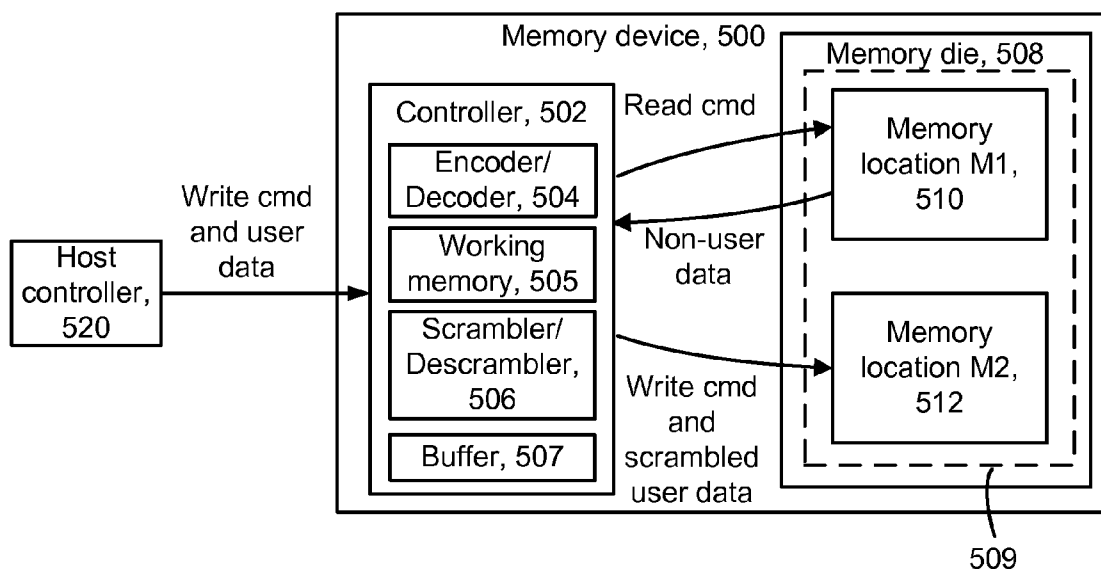 Memory device, 500
Memory die, 508
Controller, 502
Encoder/
Decoder, 504
Working
memory, 505
Scrambler/
Descrambler,
506
Buffer, 507
Host
controller,
520
Write cmd
and user
data
Read cmd
Non-user
data
Write cmd
and
scrambled
user data
Memory
location M1,
510
Memory
location M2,
512
509